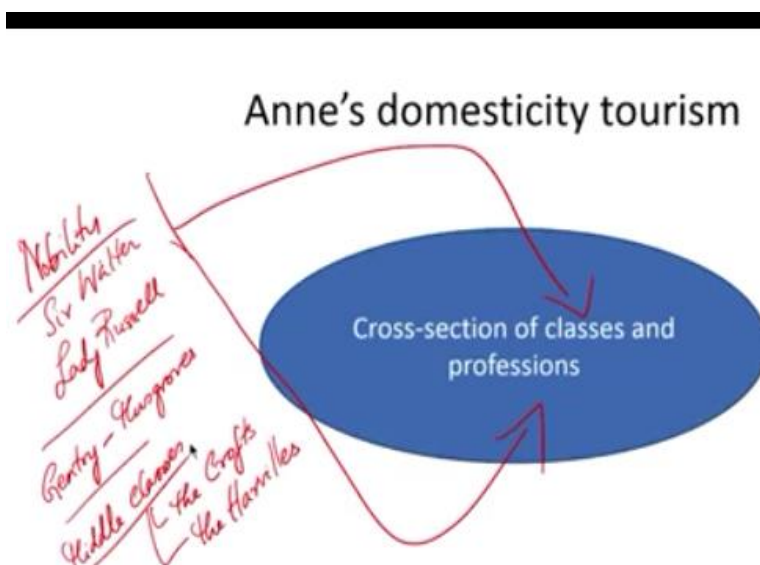 Anne's domesticity tourism
Nobility
Sir Walter
Lady Russell
Gentry - Musgroves
Middle classes
the Crofts
the Harvilles
Cross-section of classes and
professions